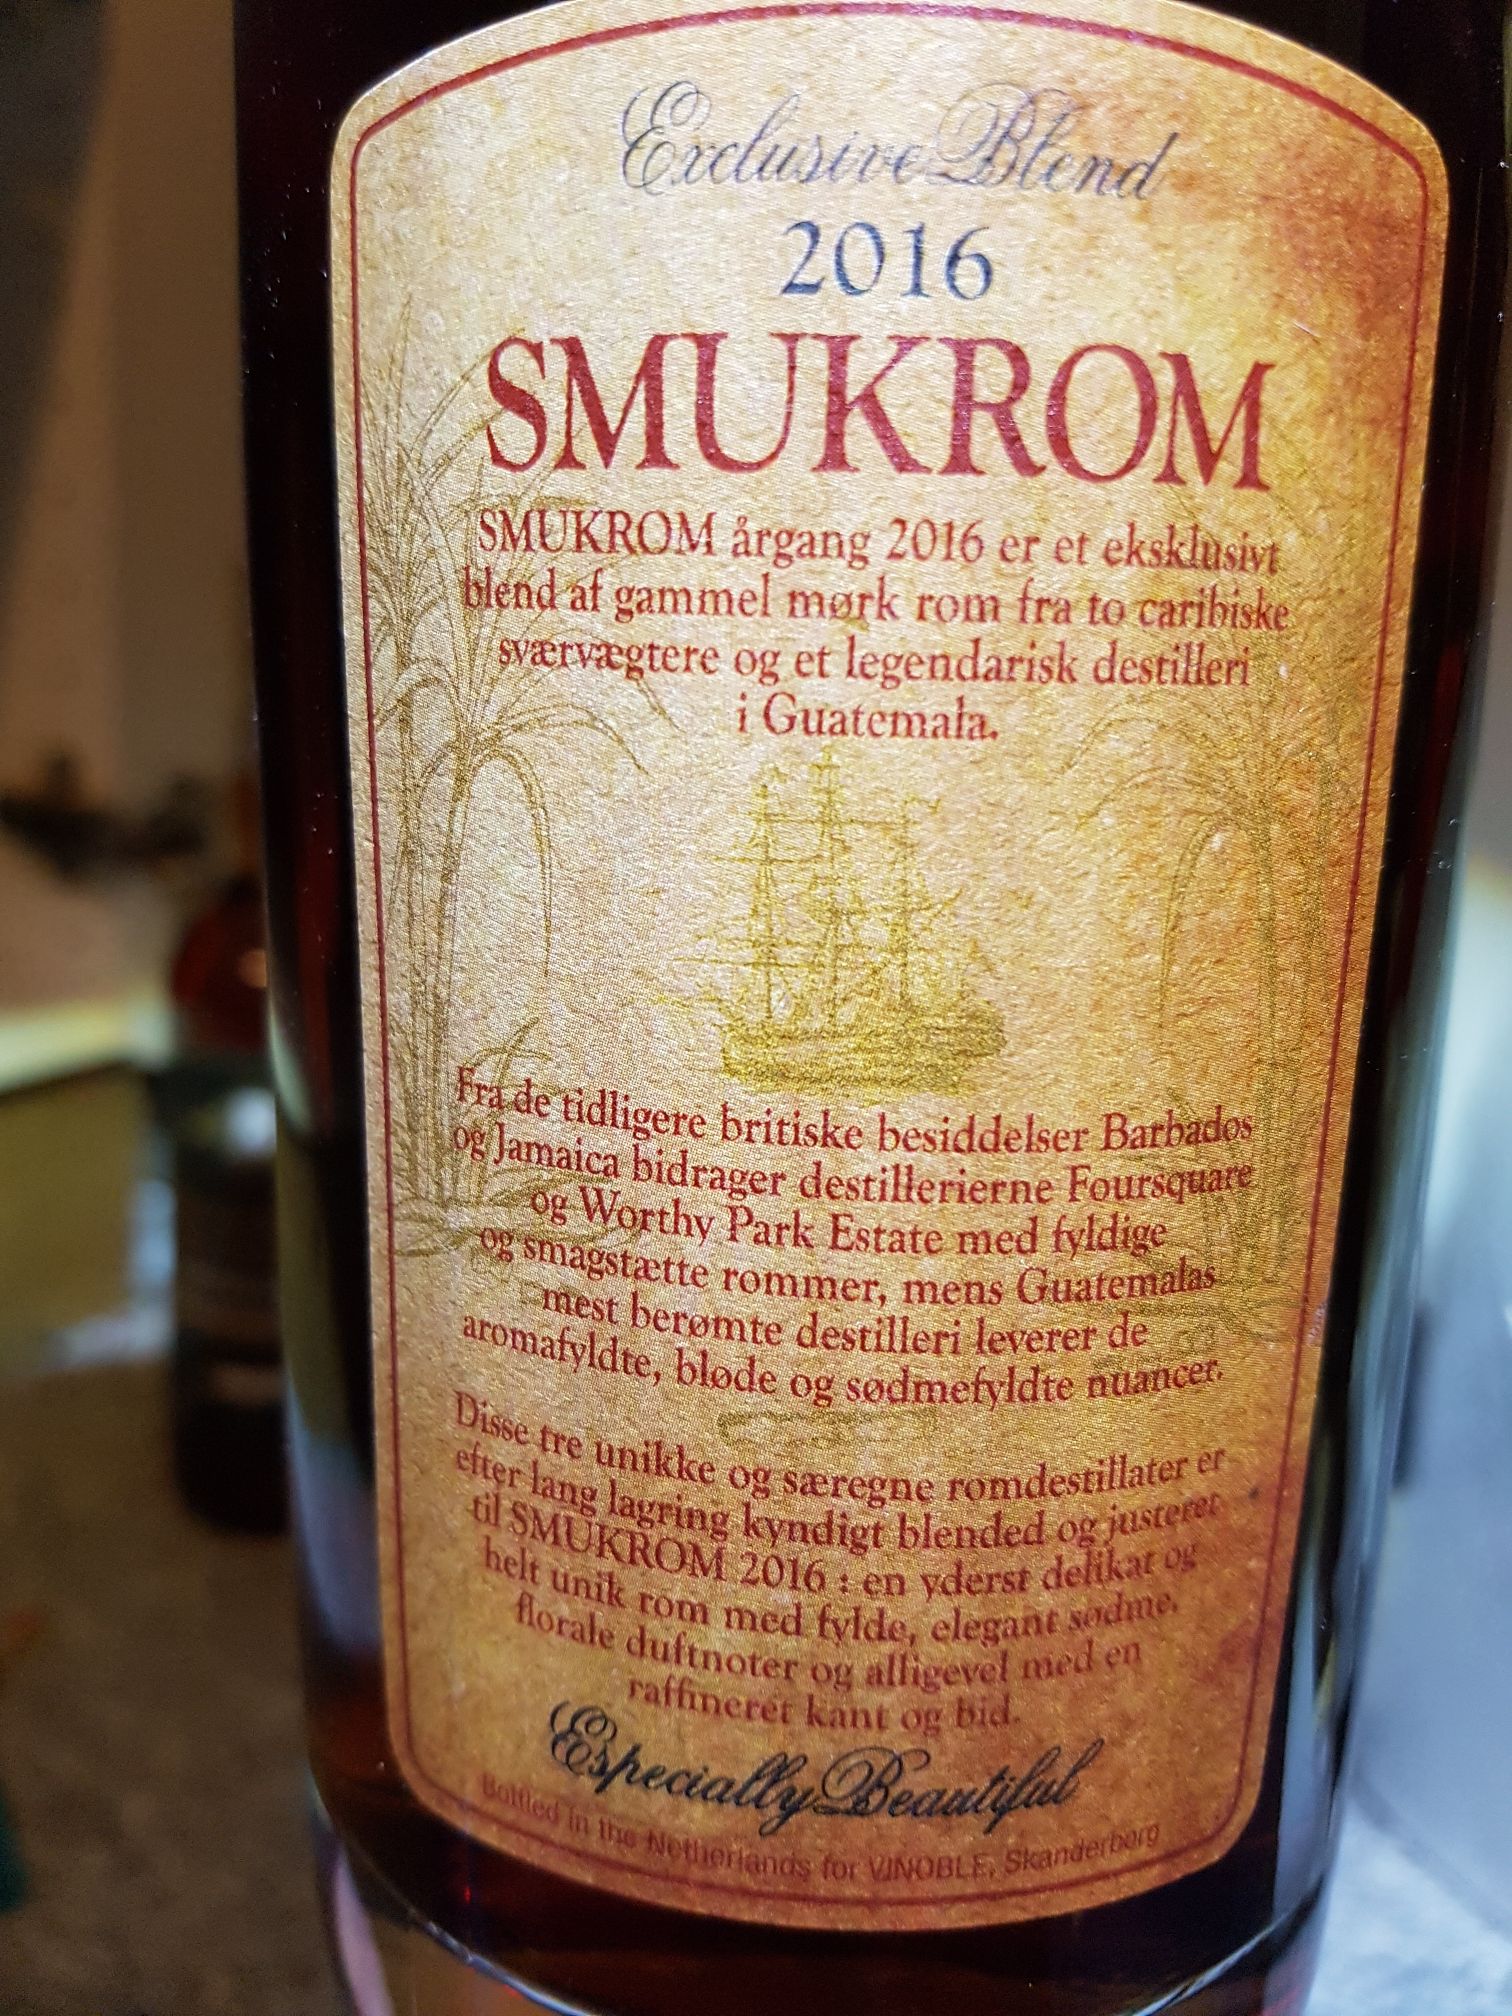 Exclusive Blend
2016
SMUKROM
SMUKROM årgang 2016 er et eksklusivt
blend af gammel mørk rom fra to caribiske
sværvægtere og et legendarisk destilleri
i Guatemala.
Fra de tidligere britiske besiddelser Barbados
og Jamaica bidrager destillerierne Foursquare
og Worthy Park Estate med fyldige
og smagstætte rommer, mens Guatemalas
mest berømte destilleri leverer de
aromafyldte, bløde og sødmefyldte nuancer.
Disse tre unikke og særegne romdestillater er
efter lang lagring kyndigt blended og justeret
til SMUKROM 2016 : en yderst delikat og
helt unik rom med fylde, elegant sødme,
florale duftnoter og alligevel med en
raffineret kant og bid.
Especially Beautiful
Bottled in the Netherlands for VINOBLE, Skanderborg